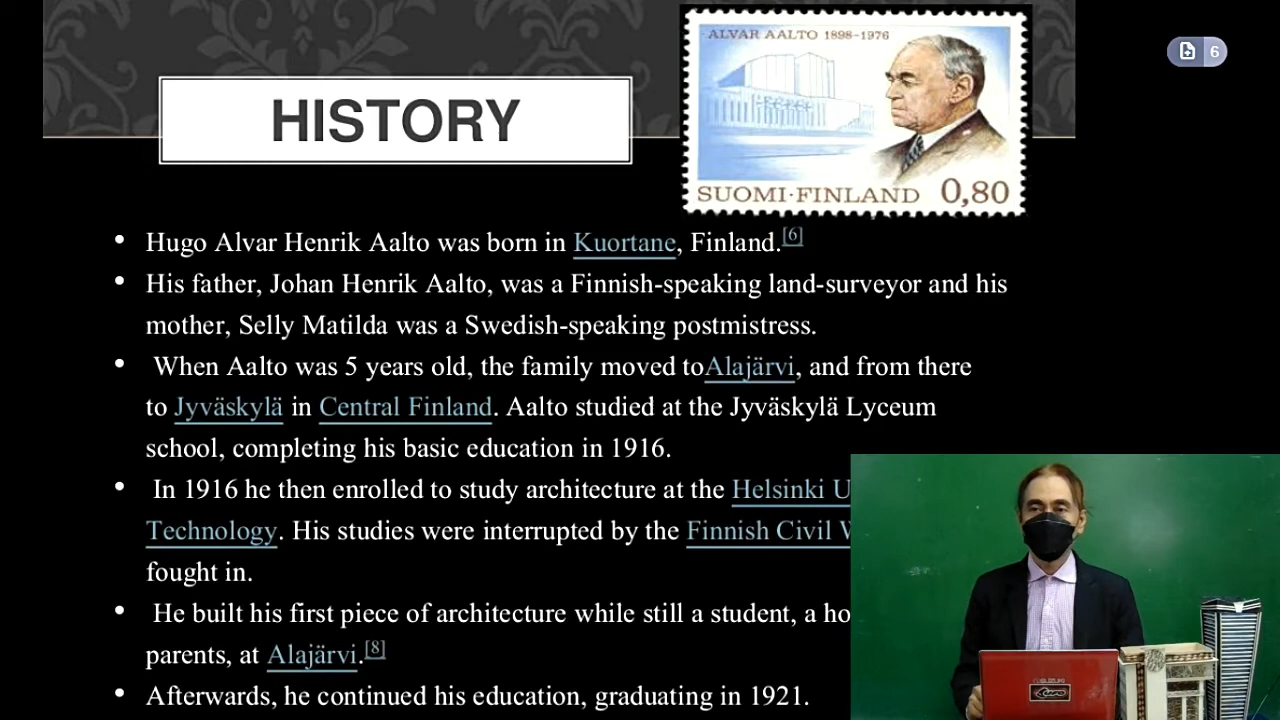 ALVAR AALTO 1898-1976
6
HISTORY
SUOMI·FINLAND 0,80
• Hugo Alvar Henrik Aalto was born in Kuortane, Finland.[6]
• His father, Johan Henrik Aalto, was a Finnish-speaking land-surveyor and his
mother, Selly Matilda was a Swedish-speaking postmistress.
• When Aalto was 5 years old, the family moved toAlajärvi, and from there
to Jyväskylä in Central Finland. Aalto studied at the Jyväskylä Lyceum
school, completing his basic education in 1916.
• In 1916 he then enrolled to study architecture at the Helsinki U
Technology. His studies were interrupted by the Finnish Civil
fought in.
• He built his first piece of architecture while still a student, a ho
parents, at Alajärvi.[8]
• Afterwards, he continued his education, graduating in 1921.